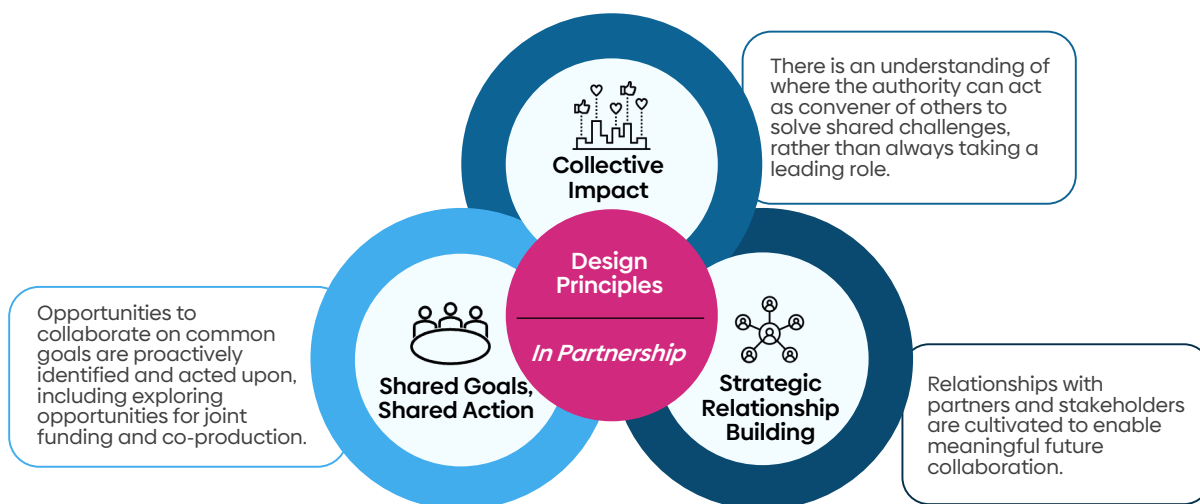 Collective
Impact
There is an understanding of
where the authority can act
as convener of others to
solve shared challenges,
rather than always taking a
leading role.
Design
Principles
In Partnership
Opportunities to
collaborate on common
goals are proactively
identified and acted upon,
including exploring
opportunities for joint
funding and co-production.
Shared Goals,
Shared Action
Strategic
Relationship
Building
Relationships with
partners and stakeholders
are cultivated to enable
meaningful future
collaboration.